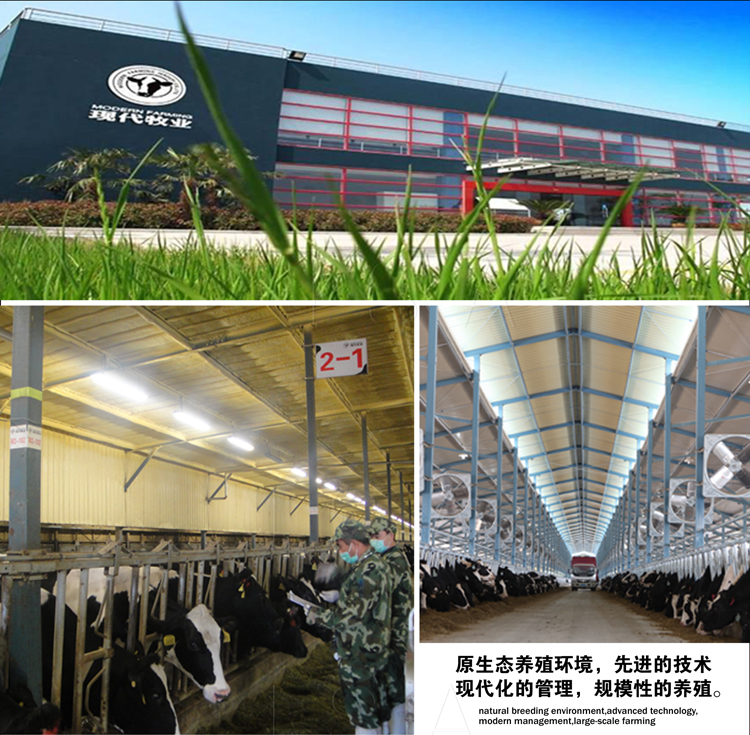 MODERN FARMING
现代牧业
2-1
原生态养殖环境，先进的技术
现代化的管理，规模性的养殖。
natural breeding environment,advanced technology,
modern management,large-scale farming